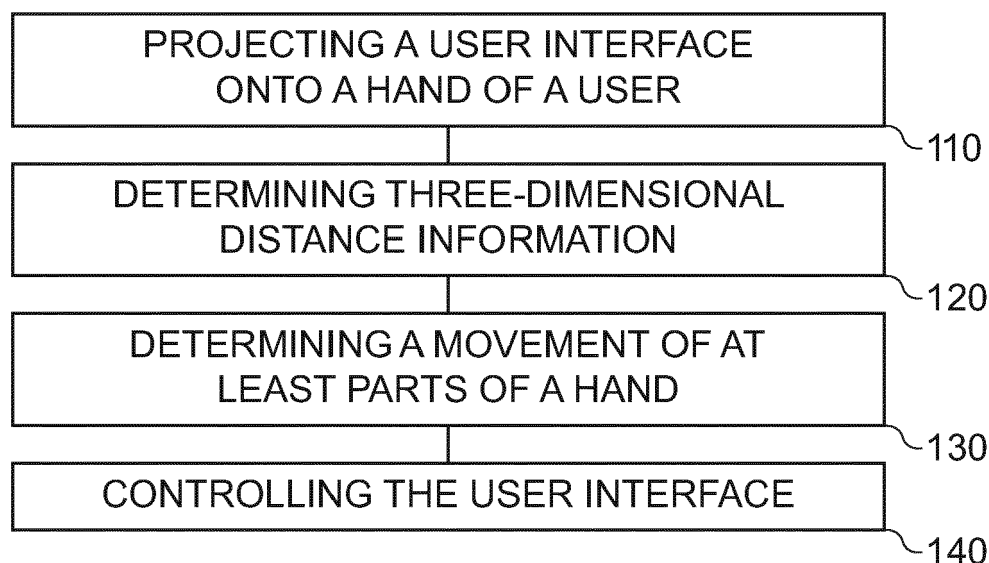 PROJECTING A USER INTERFACE
ONTO A HAND OF A USER
110
DETERMINING THREE-DIMENSIONAL
DISTANCE INFORMATION
120
DETERMINING A MOVEMENT OF AT
LEAST PARTS OF A HAND
130
CONTROLLING THE USER INTERFACE
140